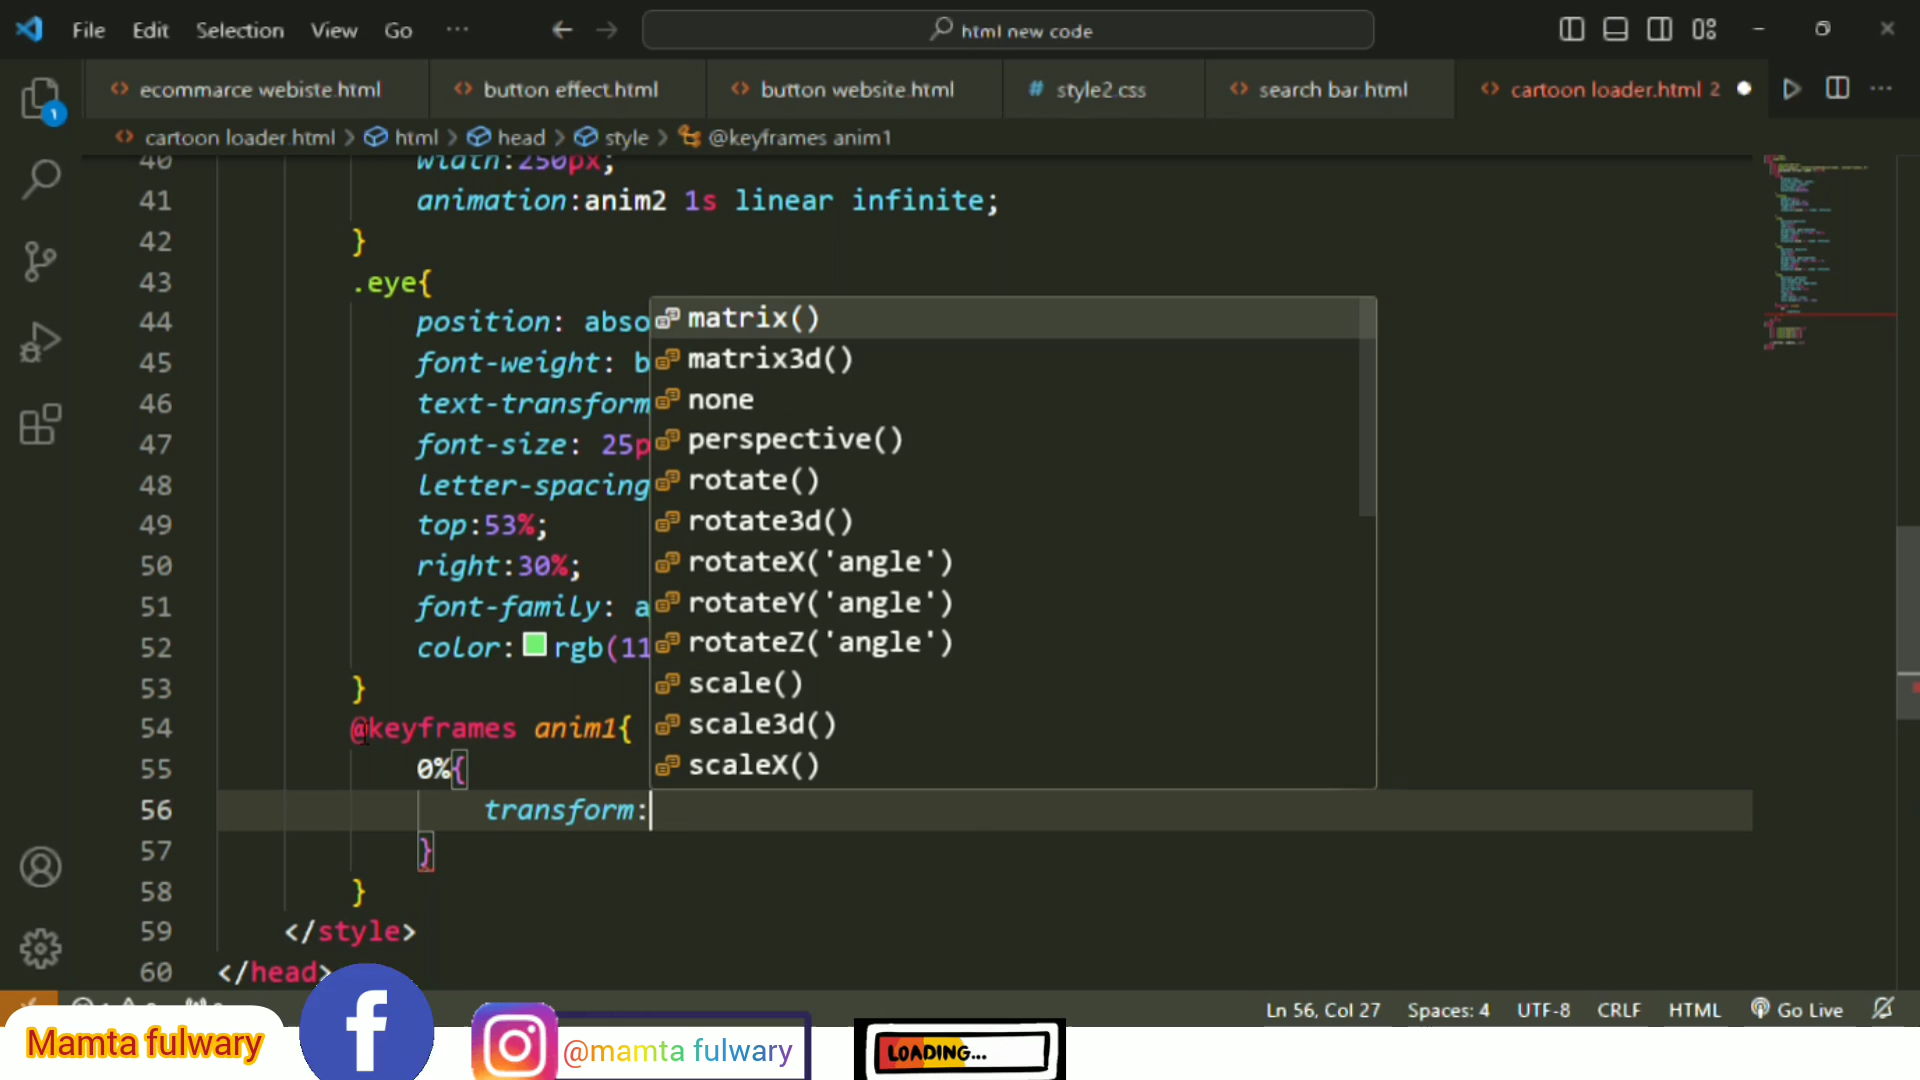 File Edit Selection View Go ...
html new code
ecommarce webiste.html
button effect.html
button website.html
# style2.css
search bar.html
cartoon loader.html 2
cartoon loader.html > html > head > style > @keyframes anim1
40 width:250px;
41 animation:anim2 1s linear infinite;
42 }
43 .eye{
44 position: abso
45 font-weight: b
46 text-transform
47 font-size: 25p
48 letter-spacing
49 top:53%;
50 right:30%;
51 font-family: a
52 color: rgb(11
53 }
54 @keyframes anim1{
55 0%{
56 transform:
57 }
58 }
59 </style>
60 </head>
matrix()
matrix3d()
none
perspective()
rotate()
rotate3d()
rotateX('angle')
rotateY('angle')
rotateZ('angle')
scale()
scale3d()
scaleX()
1
Ln 56, Col 27 Spaces: 4 UTF-8 CRLF HTML Go Live
Mamta fulwary
f
@mamta fulwary
LOADING...